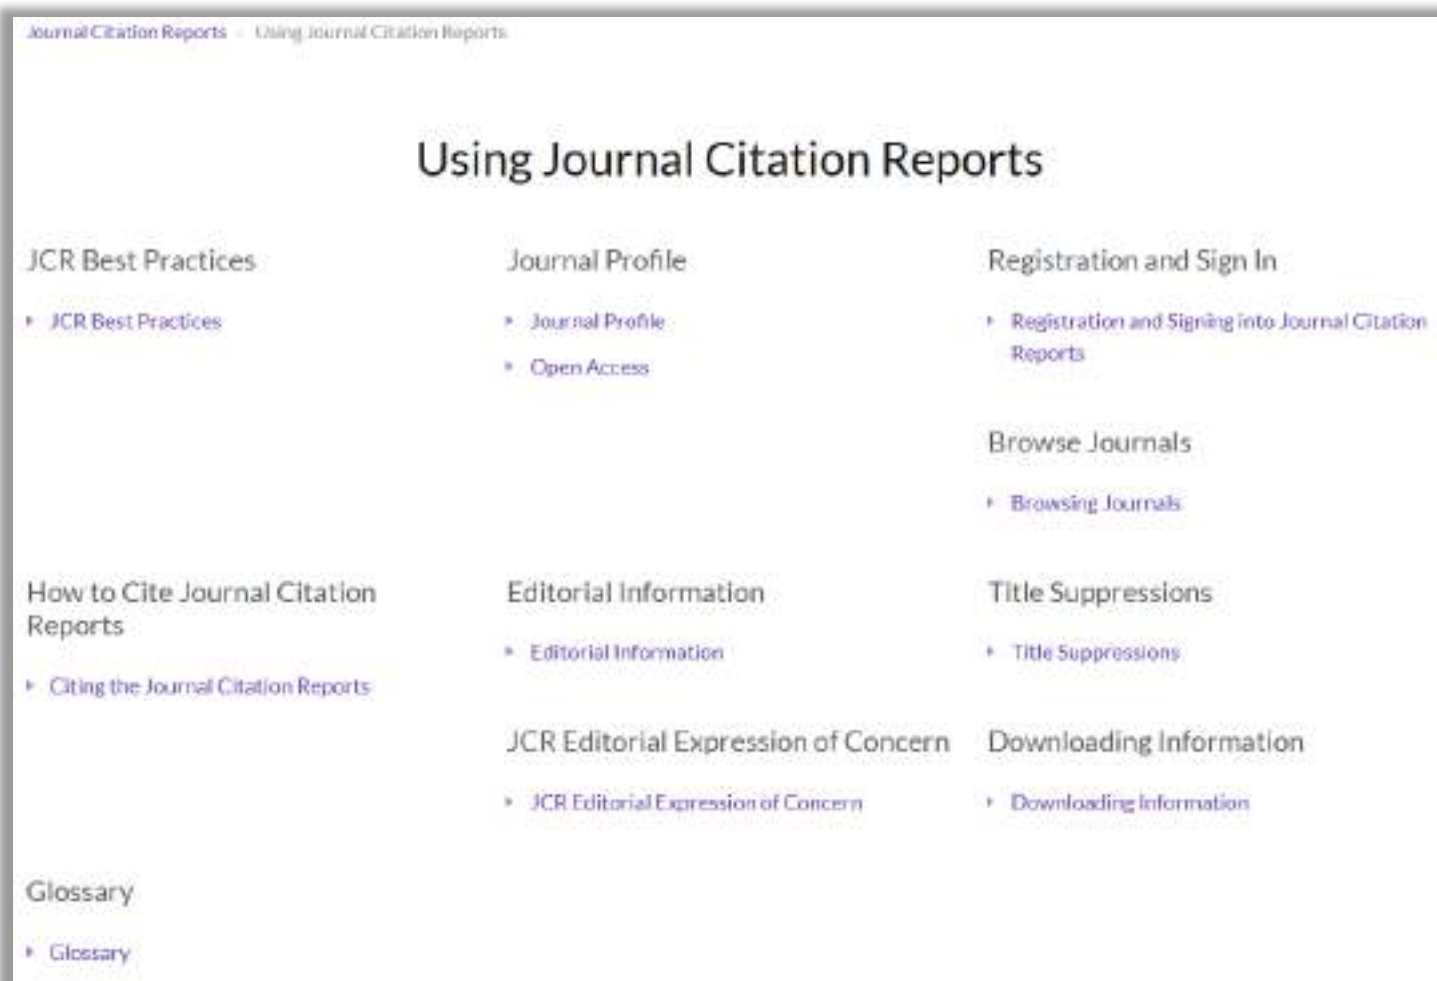 Journal Citation Reports Using Journal Citation Reports
Using Journal Citation Reports
JCR Best Practices
JCR Best Practices
Journal Profile
Journal Profile
Open Access
Registration and Sign In
Registration and Signing into Journal Citation
Reports
Browse Journals
Browsing Journals
How to Cite Journal Citation
Reports
Citing the Journal Citation Reports
Editorial Information
Editorial Information
Title Suppressions
Title Suppressions
JCR Editorial Expression of Concern
JCR Editorial Expression of Concern
Downloading Information
Downloading Information
Glossary
Glossary